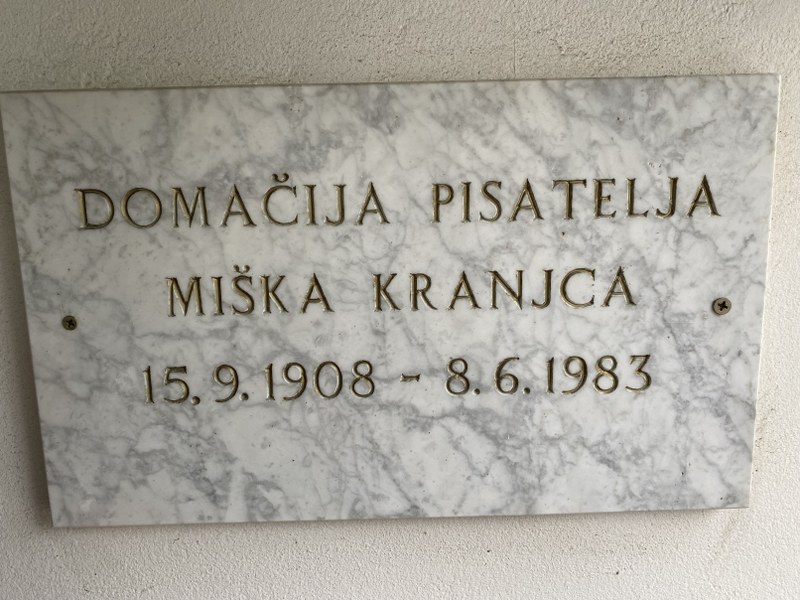 DOMAČIJA PISATELJA
MIŠKA KRANJCA
15.9.1908 - 8.6.1983